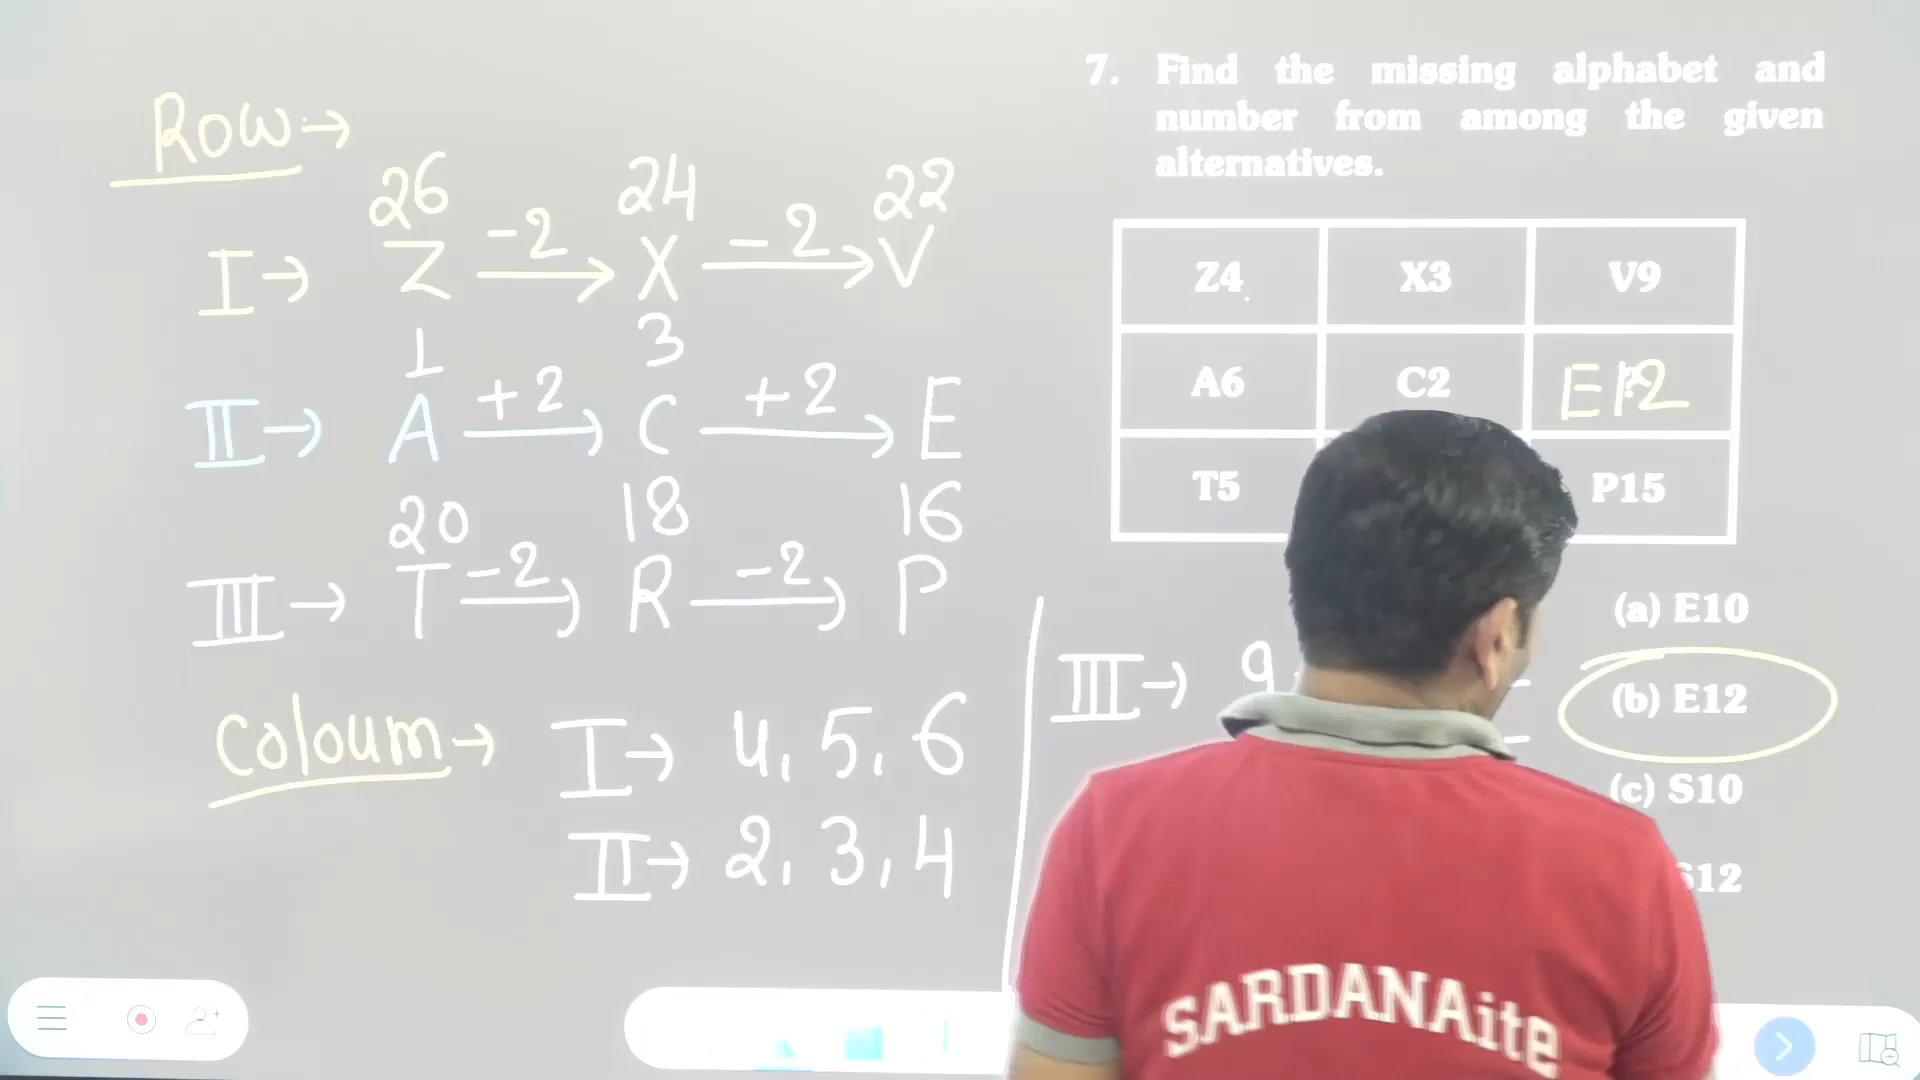 Row →
26 24 22
I → Z -2 X -2 V
1 3
II → A +2 C +2 E
20 18 16
III → T -2 R -2 P
Coloum → I → 4, 5, 6
II → 2, 3, 4
7. Find the missing alphabet and
number from among the given
alternatives.
Z4 X3 V9
A6 C2 E12
T5 P15
III → 9
(a) E10
(b) E12
(c) S10
S12
SARDANAite